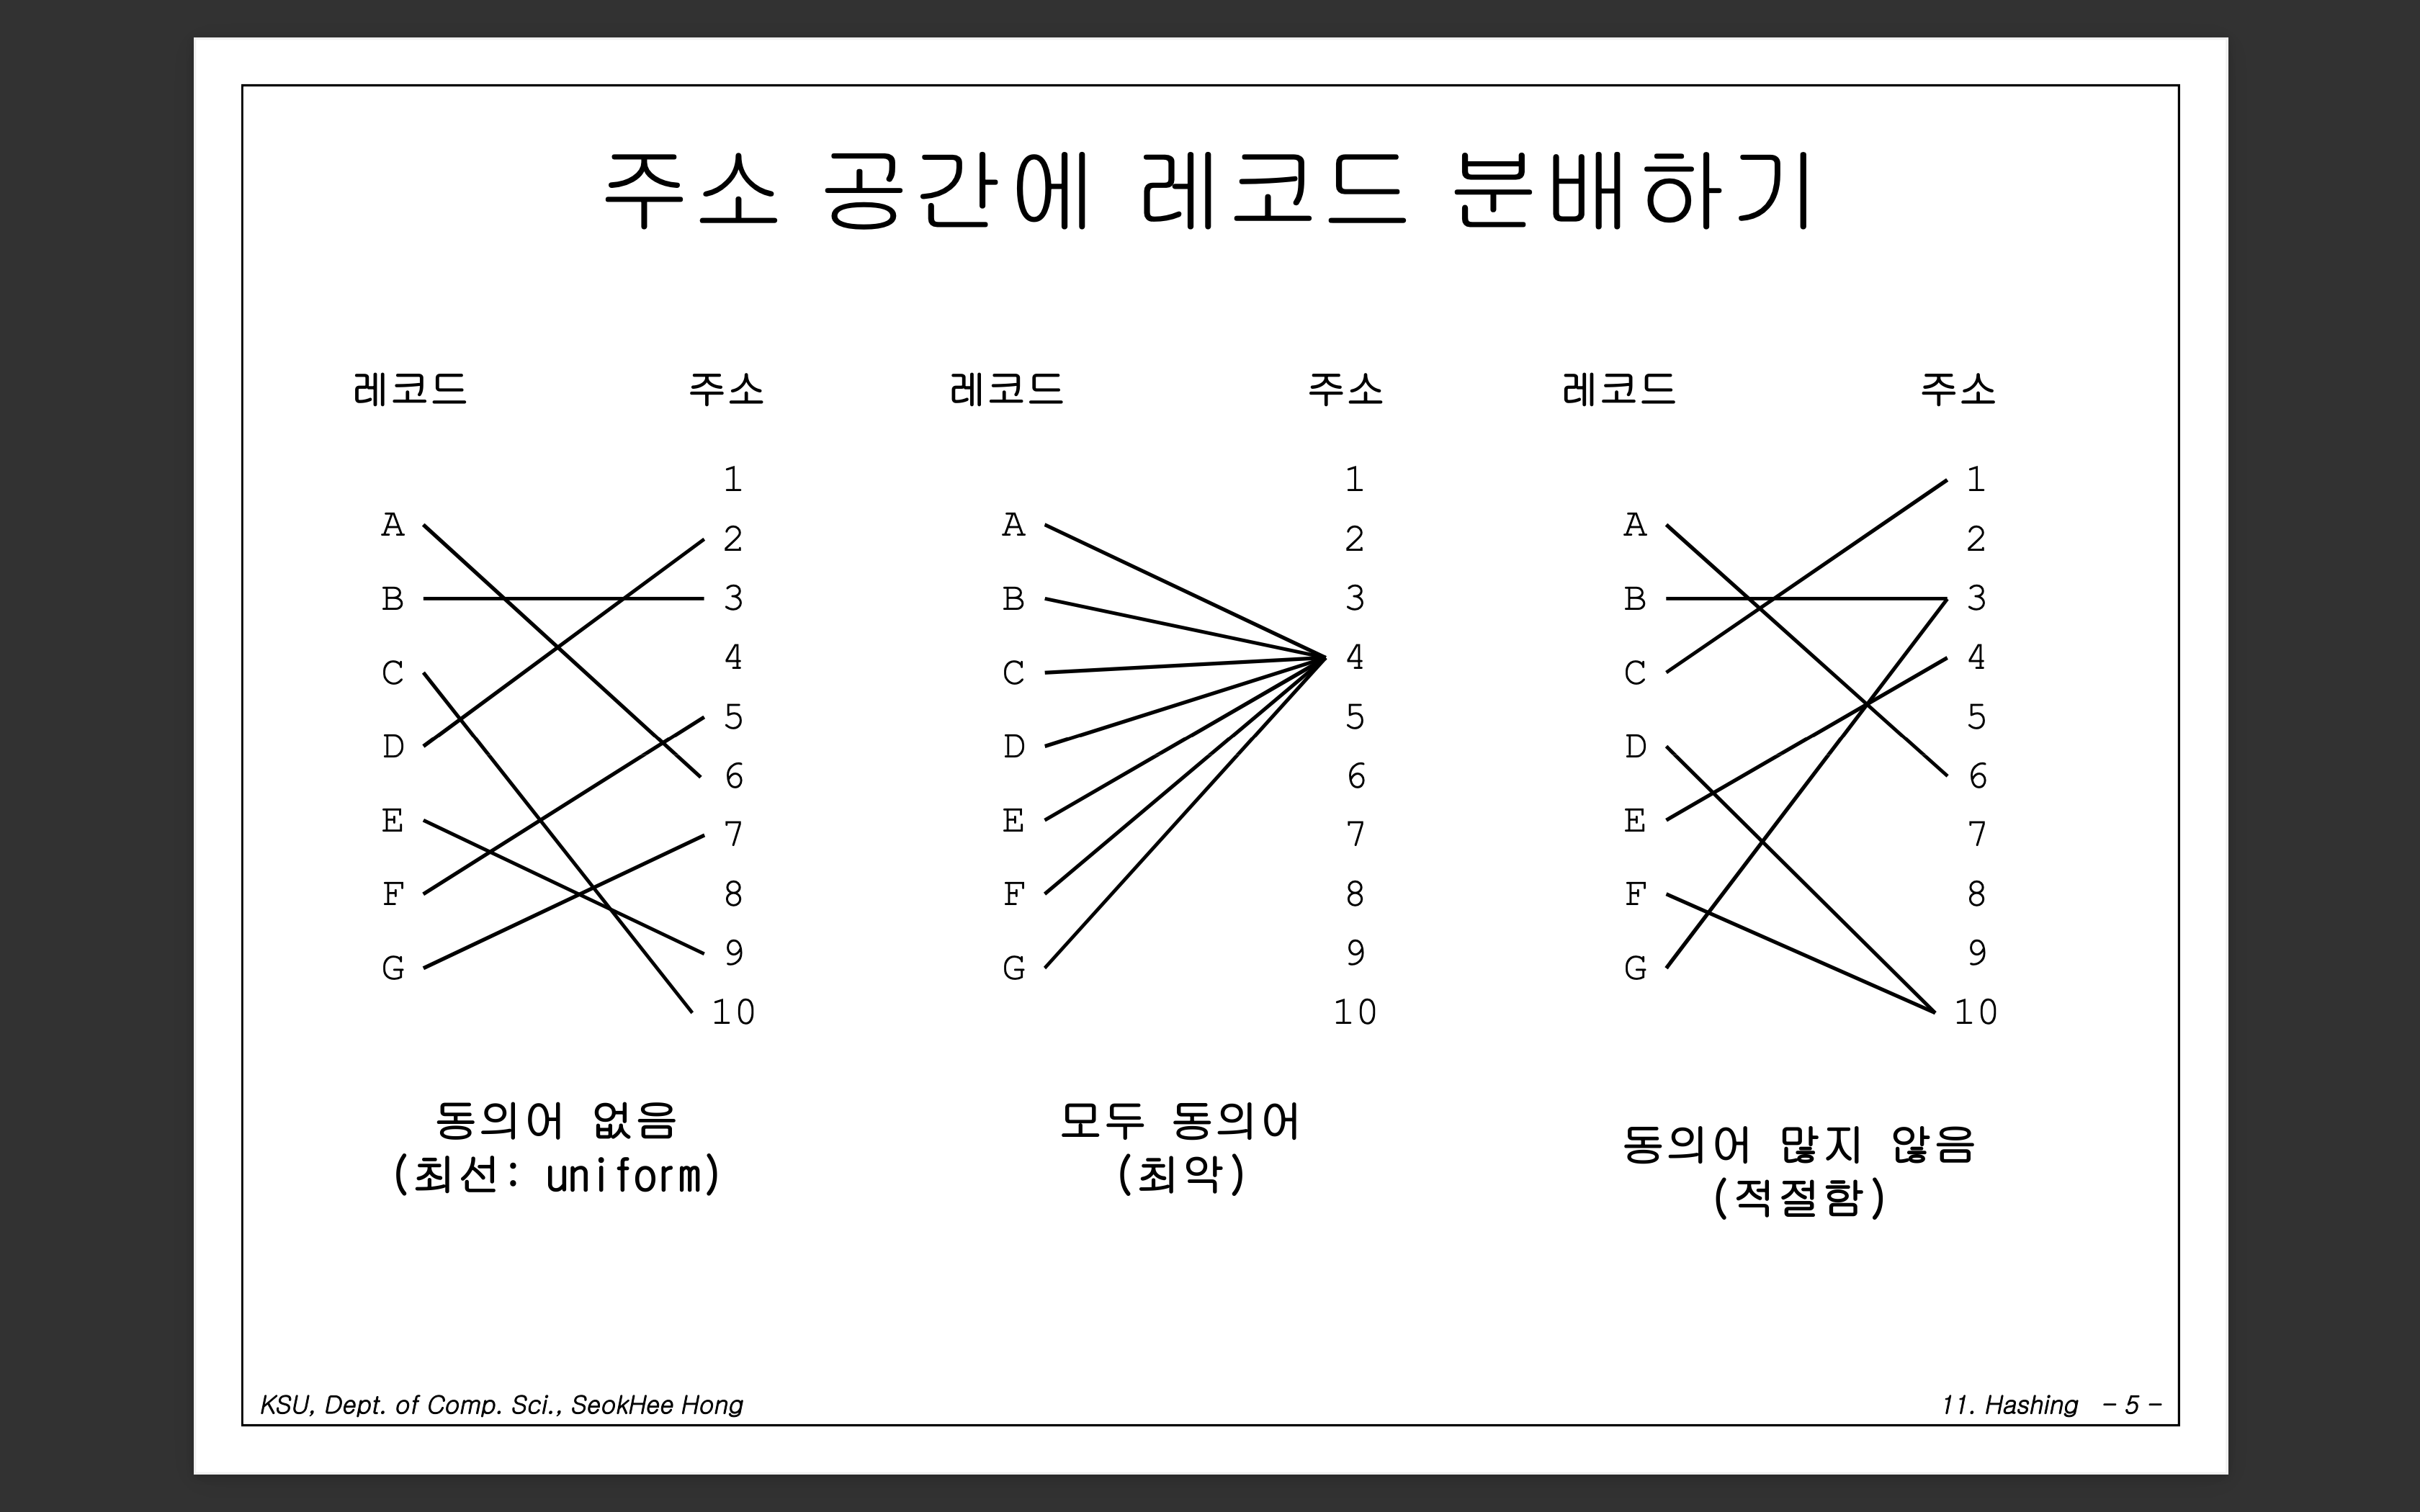 주소 공간에 레코드 분배하기
레코드 주소 레코드 주소 레코드 주소
1 1 1
A A A
2 2 2
B 3 B 3 B 3
4 4 4
C C C
5 5 5
D D D
6 6 6
E E E
7 7 7
F 8 F 8 F 8
9 9 9
G G G
10 10 10
동의어 없음
(최선: uniform)
모두 동의어
(최악)
동의어 많지 않음
(적절함)
KSU, Dept. of Comp. Sci., SeokHee Hong
11. Hashing - 5 -